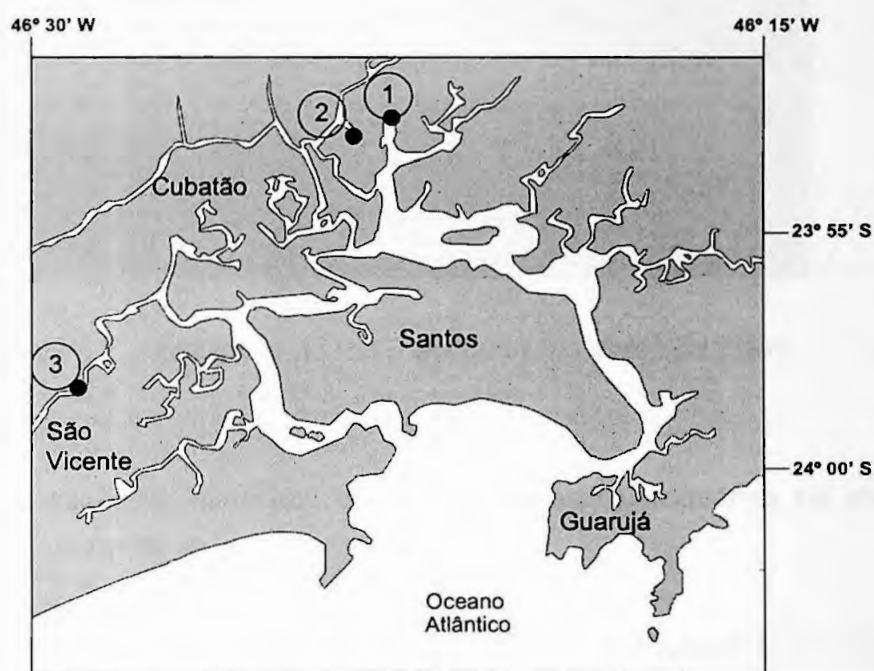 46° 30' W
46° 15' W
2
1
Cubatão
23° 55' S
Santos
3
São
Vicente
24° 00' S
Guarujá
Oceano
Atlântico